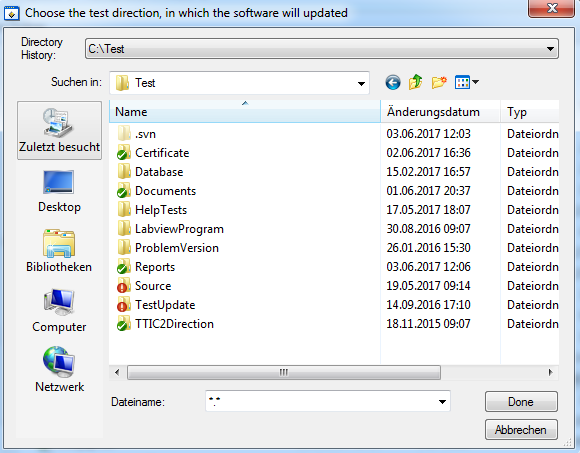 Choose the test direction, in which the software will updated
Directory
History:
C:\Test
Suchen in:
Test
Name Änderungsdatum Typ
.svn 03.06.2017 12:03 Dateiordn
Certificate 02.06.2017 16:36 Dateiordn
Database 15.02.2017 16:57 Dateiordn
Documents 01.06.2017 20:37 Dateiordn
HelpTests 17.05.2017 18:07 Dateiordn
LabviewProgram 30.08.2016 09:07 Dateiordn
ProblemVersion 26.01.2016 15:30 Dateiordn
Reports 03.06.2017 12:06 Dateiordn
Source 19.05.2017 09:14 Dateiordn
TestUpdate 14.09.2016 17:10 Dateiordn
TTIC2Direction 18.11.2015 09:07 Dateiordn
Zuletzt besucht
Desktop
Bibliotheken
Computer
Netzwerk
Dateiname: *.* Done
Abbrechen